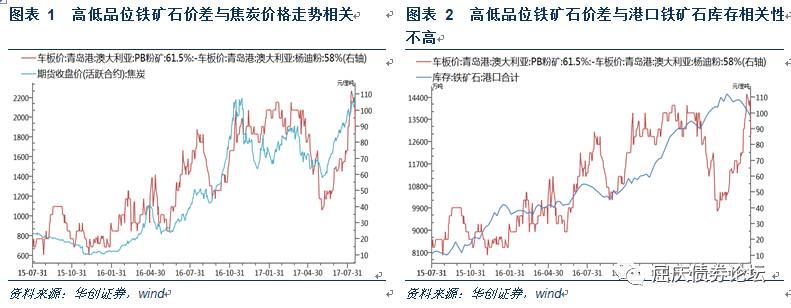 图表 1 高低品位铁矿石价差与焦炭价格走势相关
车板价:青岛港:澳大利亚:PB粉矿:61.5%:-车板价:青岛港:澳大利亚:杨迪粉:58%(右轴)
期货收盘价(活跃合约):焦炭
元/湿吨
2200
2000
1800
1600
1400
1200
1000
800
600
110
100
90
80
70
60
50
40
30
20
10
15-07-31 15-10-31 16-01-31 16-04-30 16-07-31 16-10-31 17-01-31 17-04-30 17-07-31
资料来源：华创证券，wind
图表 2 高低品位铁矿石价差与港口铁矿石库存相关性
不高
车板价:青岛港:澳大利亚:PB粉矿:61.5%:-车板价:青岛港:澳大利亚:杨迪粉:58%(右轴)
库存:铁矿石:港口合计
万吨
元/湿吨
14400
13500
12600
11700
10800
9900
9000
8100
110
100
90
80
70
60
50
40
30
20
10
15-07-31 15-10-31 16-01-31 16-04-30 16-07-31 16-10-31
资料来源：华创证券，wind
屈庆债券论坛